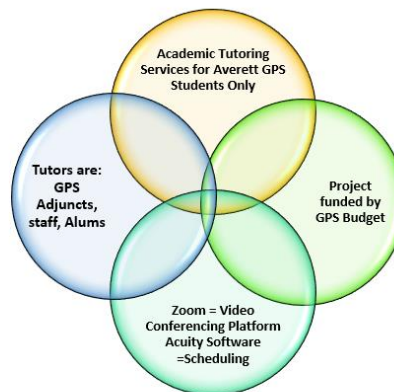 Academic Tutoring
Services for Averett GPS
Students Only
Tutors are:
GPS
Adjuncts,
staff, Alums
Project
funded by
GPS Budget
Zoom = Video
Conferencing Platform
Acuity Software
=Scheduling